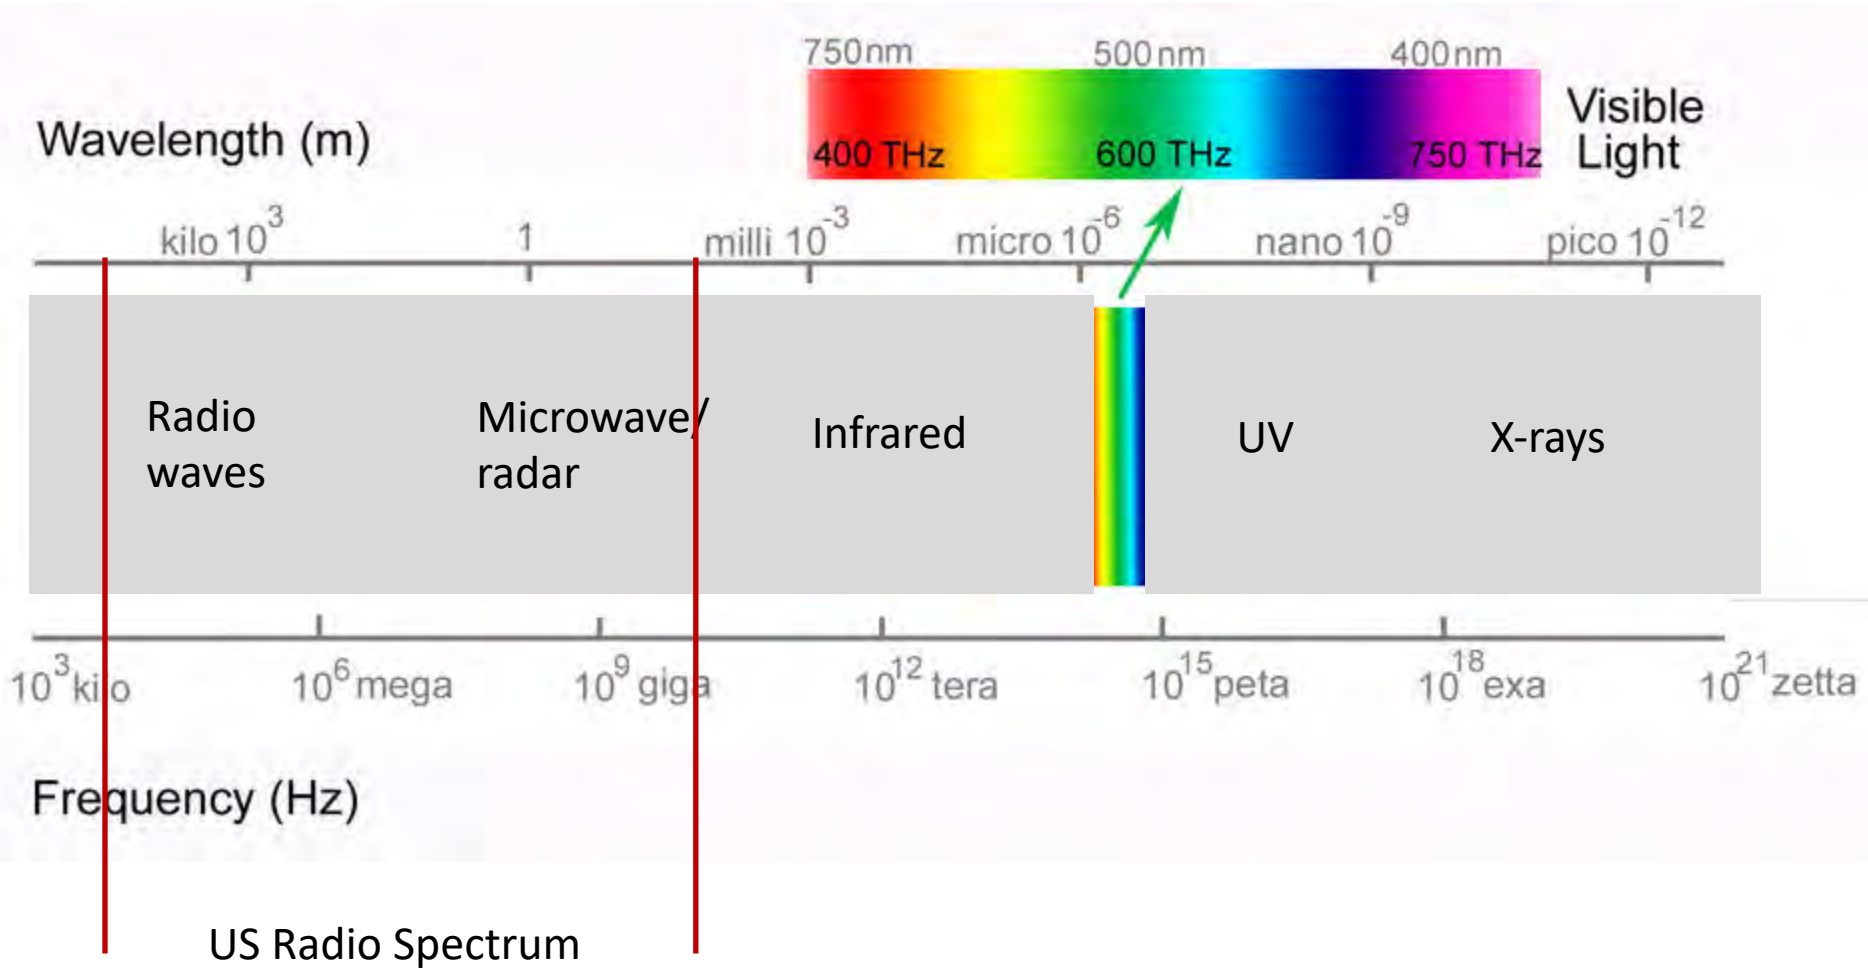 750nm 500nm 400nm
Visible
Light
Wavelength (m)
400 THz 600 THz 750 THz
kilo 10³ 1 milli 10⁻³ micro 10⁻⁶ nano 10⁻⁹ pico 10⁻¹²
Radio
waves
Microwave/
radar
Infrared
UV
X-rays
10³ kilo 10⁶ mega 10⁹ giga 10¹² tera 10¹⁵ peta 10¹⁸ exa 10²¹ zetta
Frequency (Hz)
US Radio Spectrum